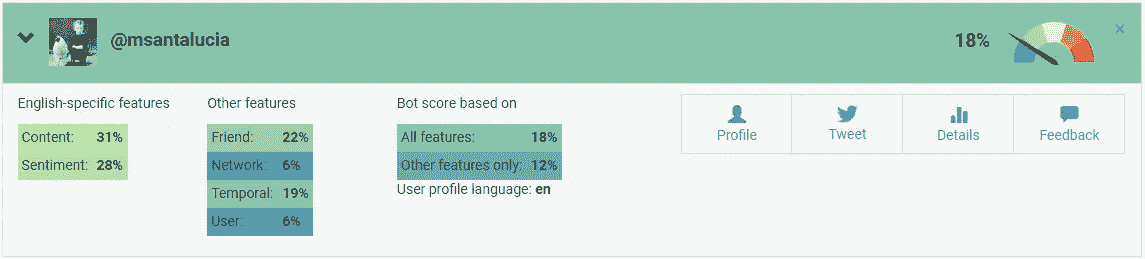 @msantalucia
18%
×
English-specific features
Content: 31%
Sentiment: 28%
Other features
Friend: 22%
Network: 6%
Temporal: 19%
User: 6%
Bot score based on
All features: 18%
Other features only: 12%
User profile language: en
Profile
Tweet
Details
Feedback